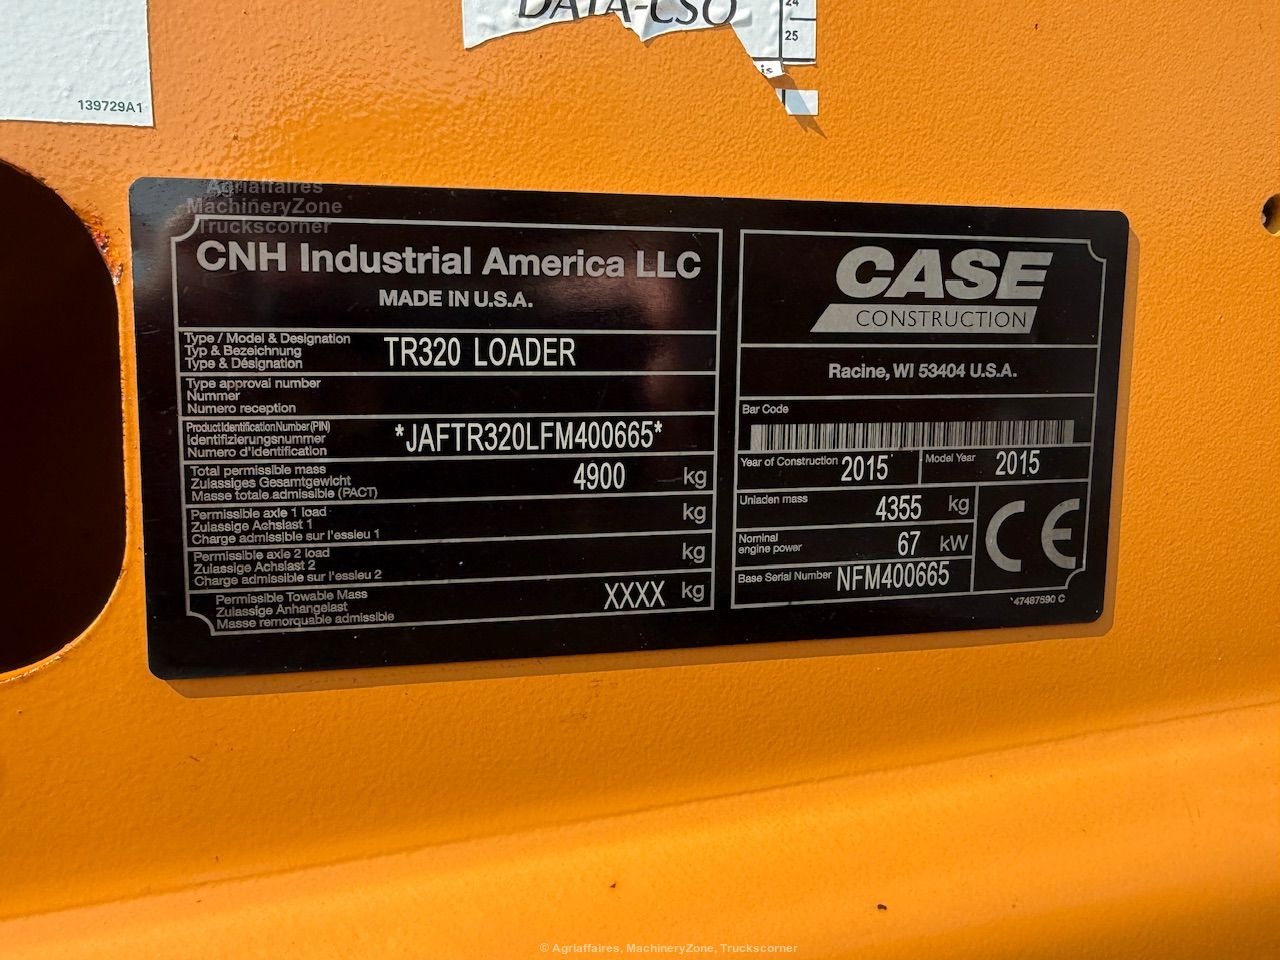 DATA-CSO
24
25
is
139729A1
Agriaffaires
MachineryZone
Truckscorner
CNH Industrial America LLC
MADE IN U.S.A.
Type / Model & Designation
Typ & Bezeichnung
Type & Désignation
TR320 LOADER
Type approval number
Nummer
Numero reception
Product Identification Number (PIN)
Identifizierungsnummer
Numero d'identification
*JAFTR320LFM400665*
Total permissible mass
Zulassiges Gesamtgewicht
Masse totale admissible (PACT)
4900 kg
Permissible axle 1 load
Zulassige Achslast 1
Charge admissible sur l'essieu 1
kg
Permissible axle 2 load
Zulassige Achslast 2
Charge admissible sur l'essieu 2
kg
Permissible Towable Mass
Zulassige Anhangelast
Masse remorquable admissible
XXXX kg
CASE
CONSTRUCTION
Racine, WI 53404 U.S.A.
Bar Code
Year of Construction 2015
Model Year 2015
Unladen mass 4355 kg
Nominal
engine power
67 kW
Base Serial Number NFM400665
CE
47487590 C
© Agriaffaires, MachineryZone, Truckscorner